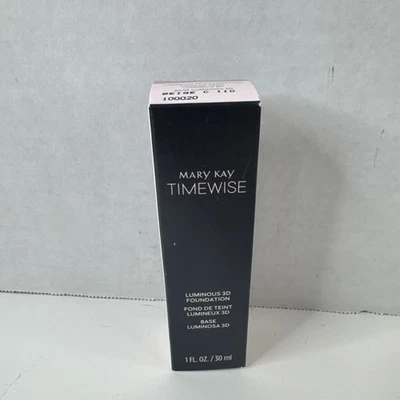 BEIGE C 110
100020
MARY KAY
TIMEWISE
LUMINOUS 3D
FOUNDATION
FOND DE TEINT
LUMINEUX 3D
BASE
LUMINOSA 3D
1 FL. OZ. / 30 ml